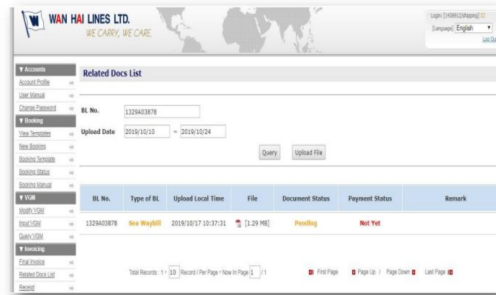 WAN HAI LINES LTD.
WE CARRY, WE CARE.
[Language] English
Accounts
Account Profile
User Manual
Change Password
Booking
View Templates
New Booking
Booking Template
Booking Status
Booking Manual
VGM
Modify VGM
Input VGM
Query VGM
Invoicing
Final Invoice
Related Docs List
Receipt
Related Docs List
BL No. 1329403878
Upload Date 2019/10/10 ~ 2019/10/24
Query Upload File
BL No. Type of BL Upload Local Time File Document Status Payment Status Remark
1329403878 Sea Waybill 2019/10/17 10:37:31 [1.29 MB] Pending Not Yet
Total Records : 1 10 Record / Per Page Now In Page 1 / 1 First Page Page Up / Page Down Last Page